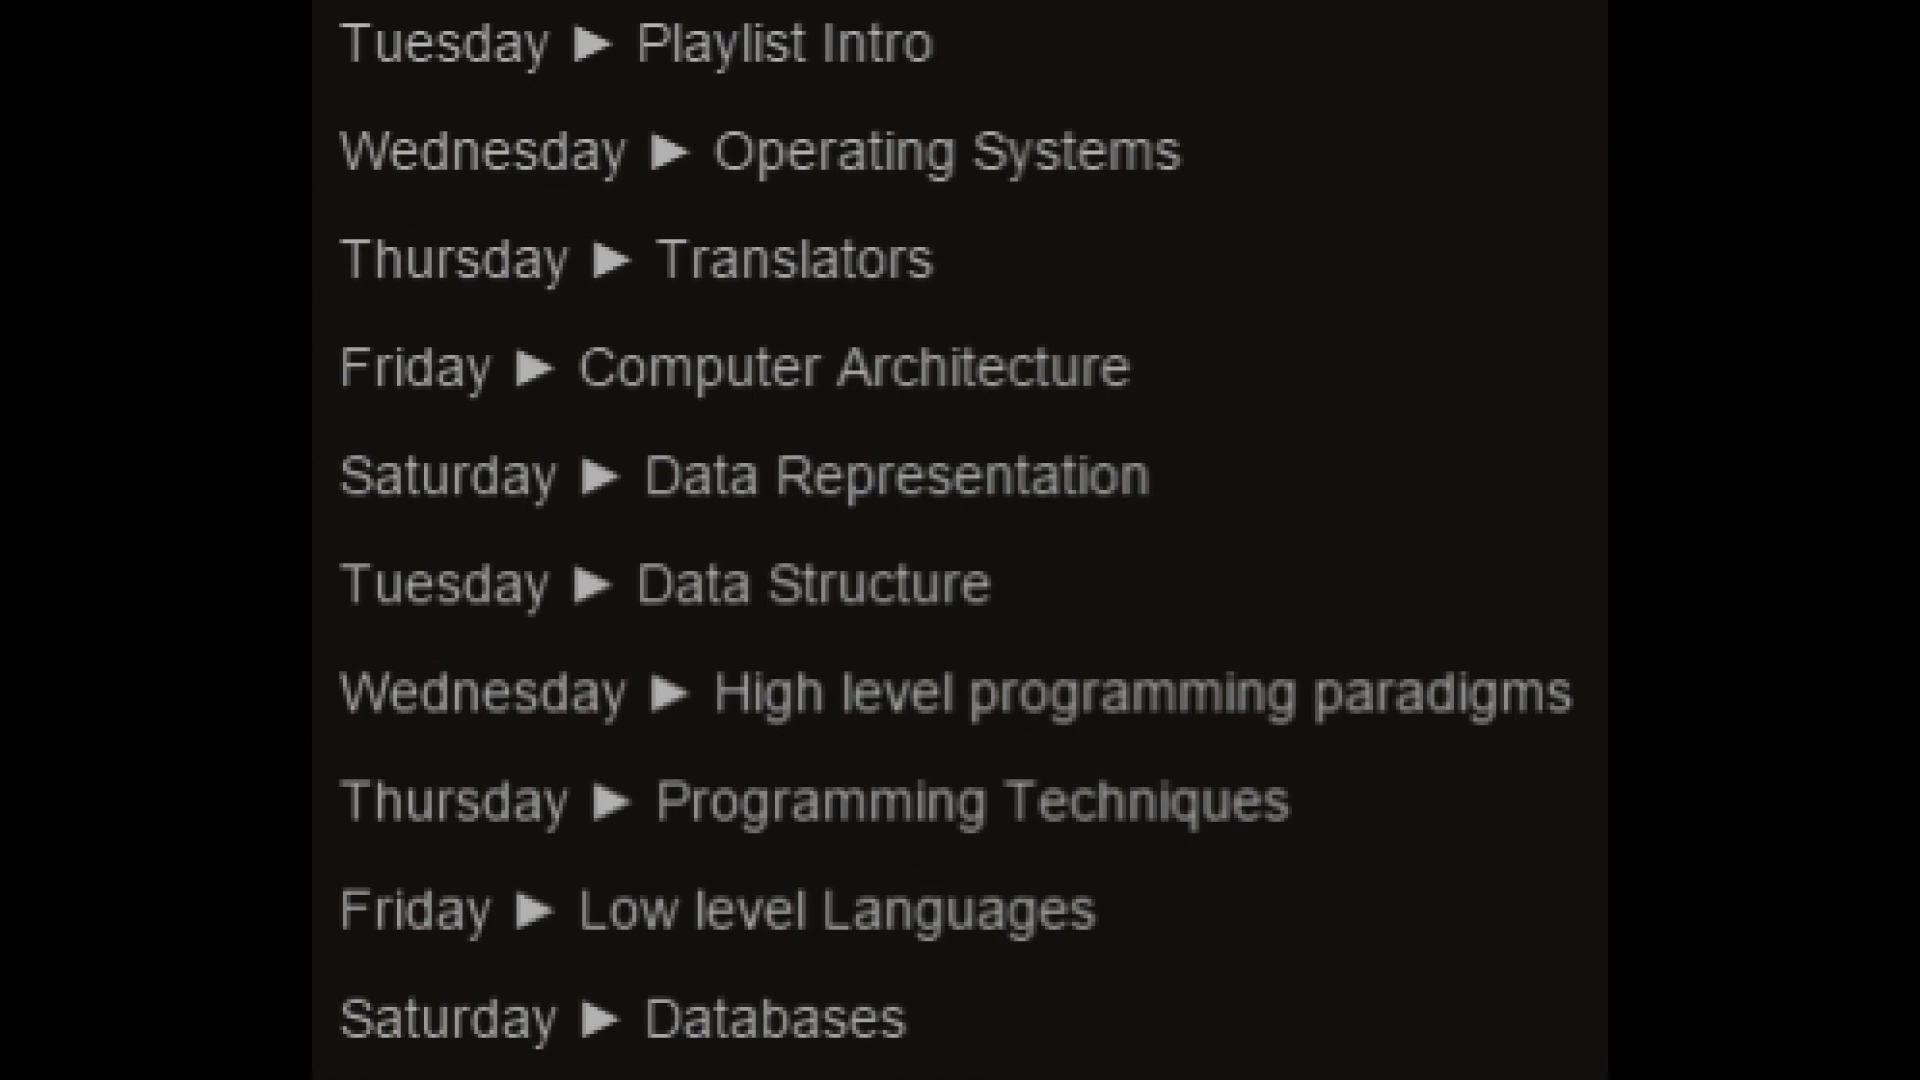 Tuesday ► Playlist Intro
Wednesday ► Operating Systems
Thursday ► Translators
Friday ► Computer Architecture
Saturday ► Data Representation
Tuesday ► Data Structure
Wednesday ► High level programming paradigms
Thursday ► Programming Techniques
Friday ► Low level Languages
Saturday ► Databases